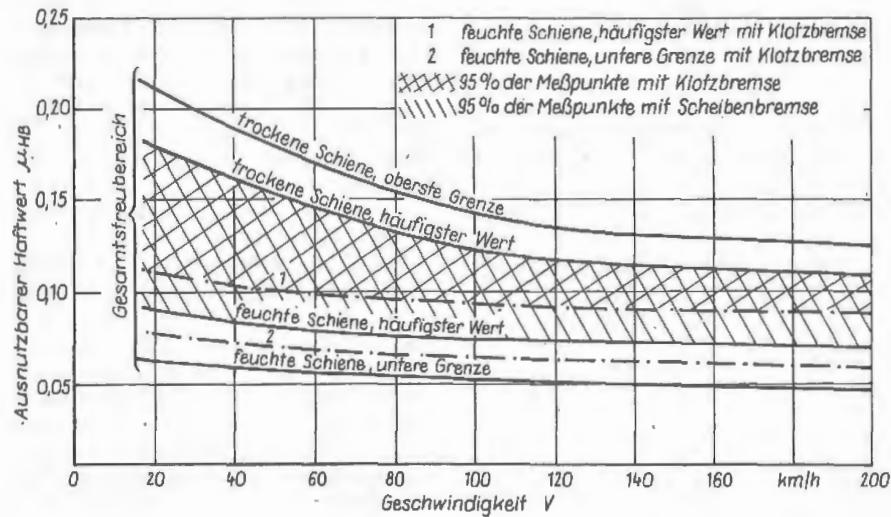 0,25
0,20
0,15
0,10
0,05
Ausnutzbarer Haftwert μHB
Gesamtstreubereich
1 feuchte Schiene, häufigster Wert mit Klotzbremse
2 feuchte Schiene, untere Grenze mit Klotzbremse
95% der Meßpunkte mit Klotzbremse
95% der Meßpunkte mit Scheibenbremse
trockene Schiene, oberste Grenze
trockene Schiene, häufigster Wert
1
feuchte Schiene, häufigster Wert
2
feuchte Schiene, untere Grenze
0 20 40 60 80 100 120 140 160 km/h 200
Geschwindigkeit V